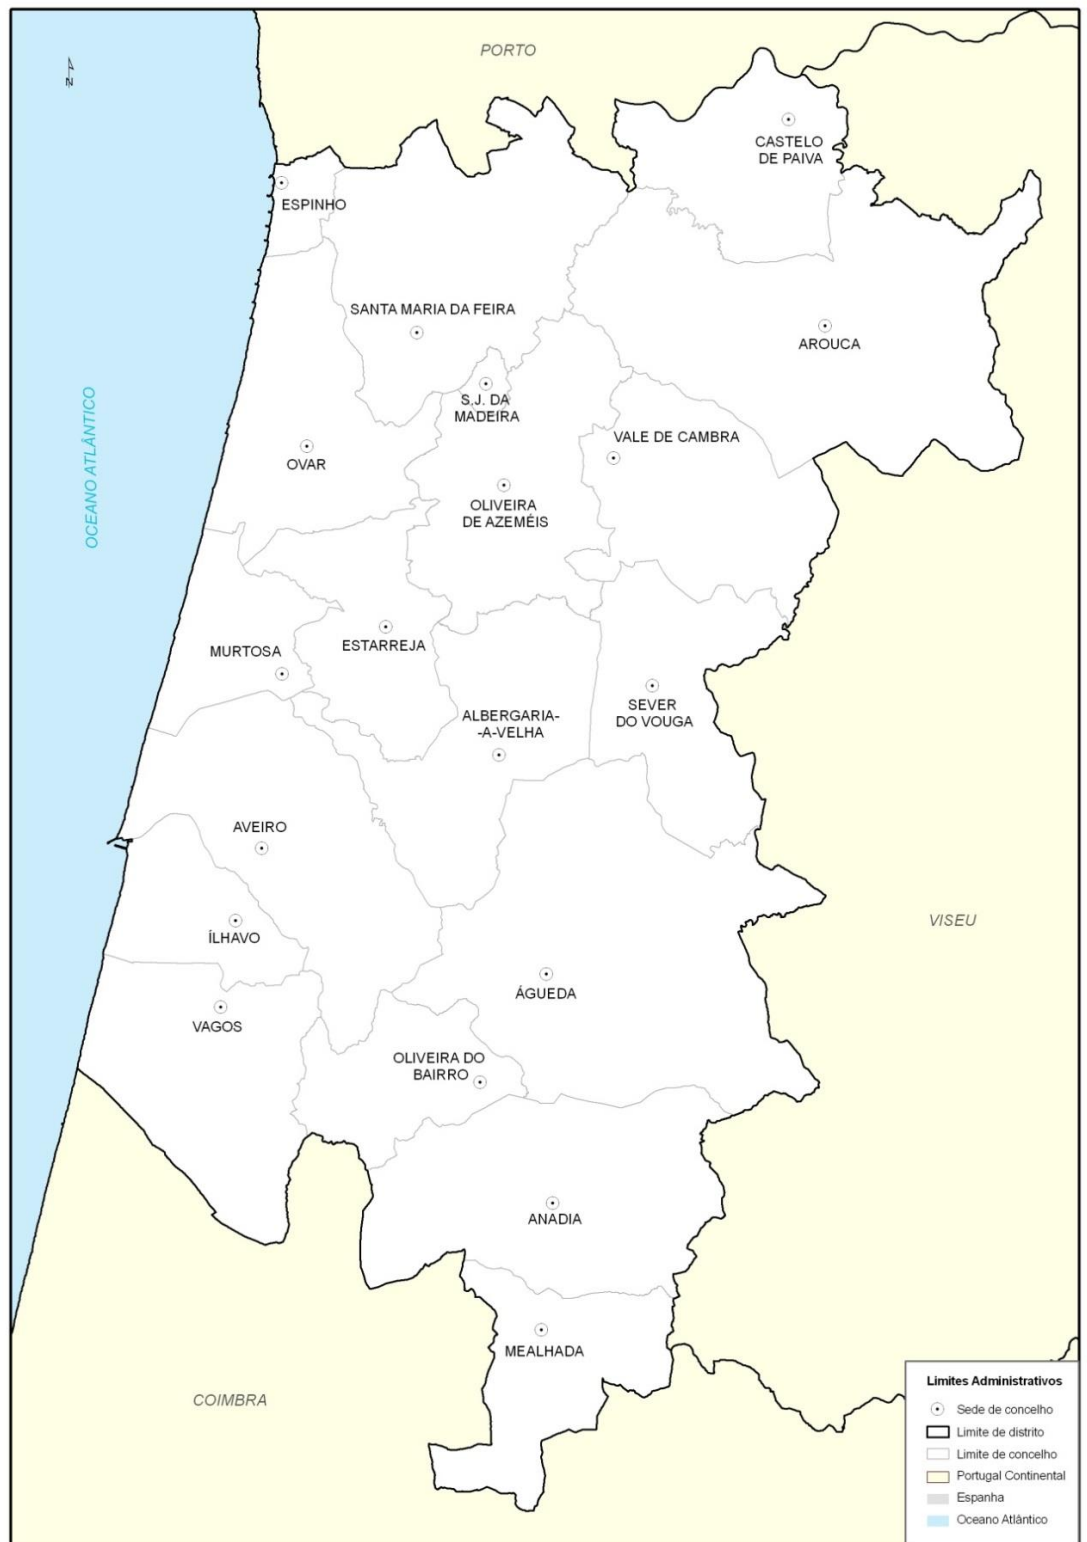 PORTO
N
CASTELO
DE PAIVA
ESPINHO
SANTA MARIA DA FEIRA
AROUCA
S.J. DA
MADEIRA
VALE DE CAMBRA
OCEANO ATLÂNTICO
OVAR
OLIVEIRA
DE AZEMÉIS
ESTARREJA
MURTOSA
SEVER
DO VOUGA
ALBERGARIA-
-A-VELHA
AVEIRO
VISEU
ÍLHAVO
ÁGUEDA
VAGOS
OLIVEIRA DO
BAIRRO
ANADIA
MEALHADA
COIMBRA
Limites Administrativos
Sede de concelho
Limite de distrito
Limite de concelho
Portugal Continental
Espanha
Oceano Atlântico